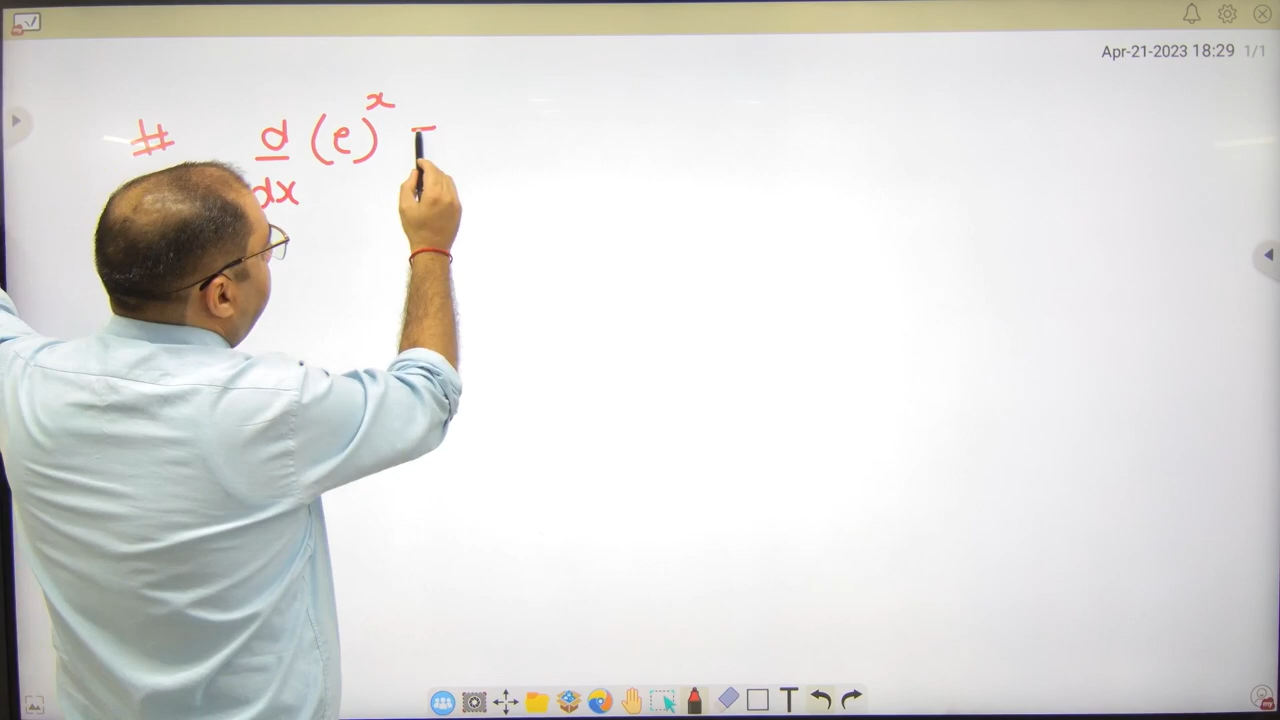 Apr-21-2023 18:29 1/1
# d/dx (e)^x =
T